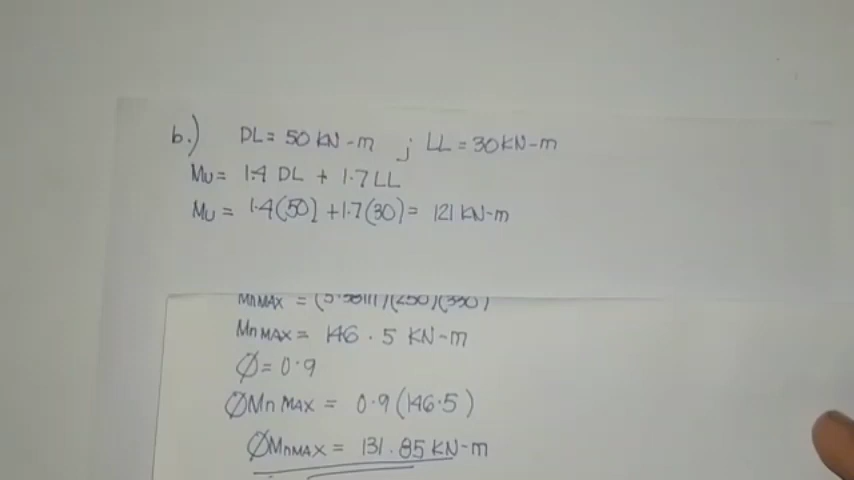 b.) DL = 50 KN-m ; LL = 30 KN-m
Mu = 1.4 DL + 1.7 LL
Mu = 1.4(50) + 1.7(30) = 121 KN-m
Mn MAX =
Mn MAX = 146.5 KN-m
Ø = 0.9
ØMn MAX = 0.9 (146.5)
ØMn MAX = 131.85 KN-m